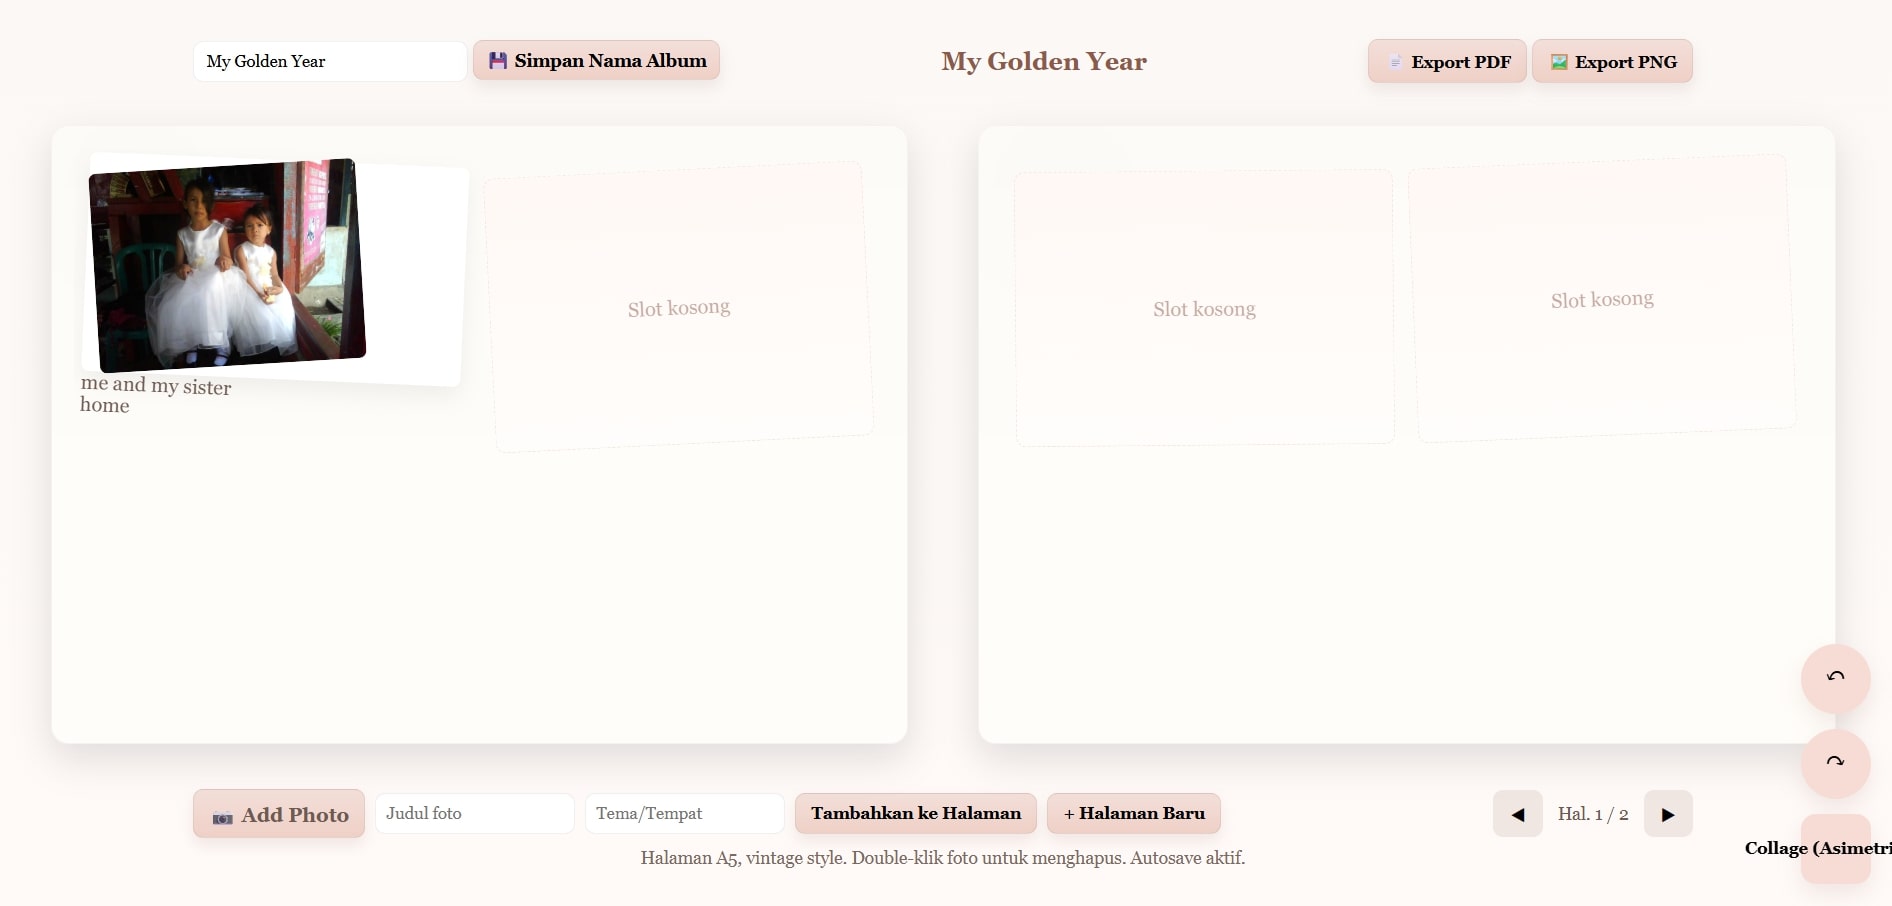 My Golden Year
💾 Simpan Nama Album
My Golden Year
📄 Export PDF
🖼️ Export PNG
me and my sister
home
Slot kosong
Slot kosong
Slot kosong
📷 Add Photo
Judul foto
Tema/Tempat
Tambahkan ke Halaman
+ Halaman Baru
◀ Hal. 1 / 2 ▶
Halaman A5, vintage style. Double-klik foto untuk menghapus. Autosave aktif.
Collage (Asimetri